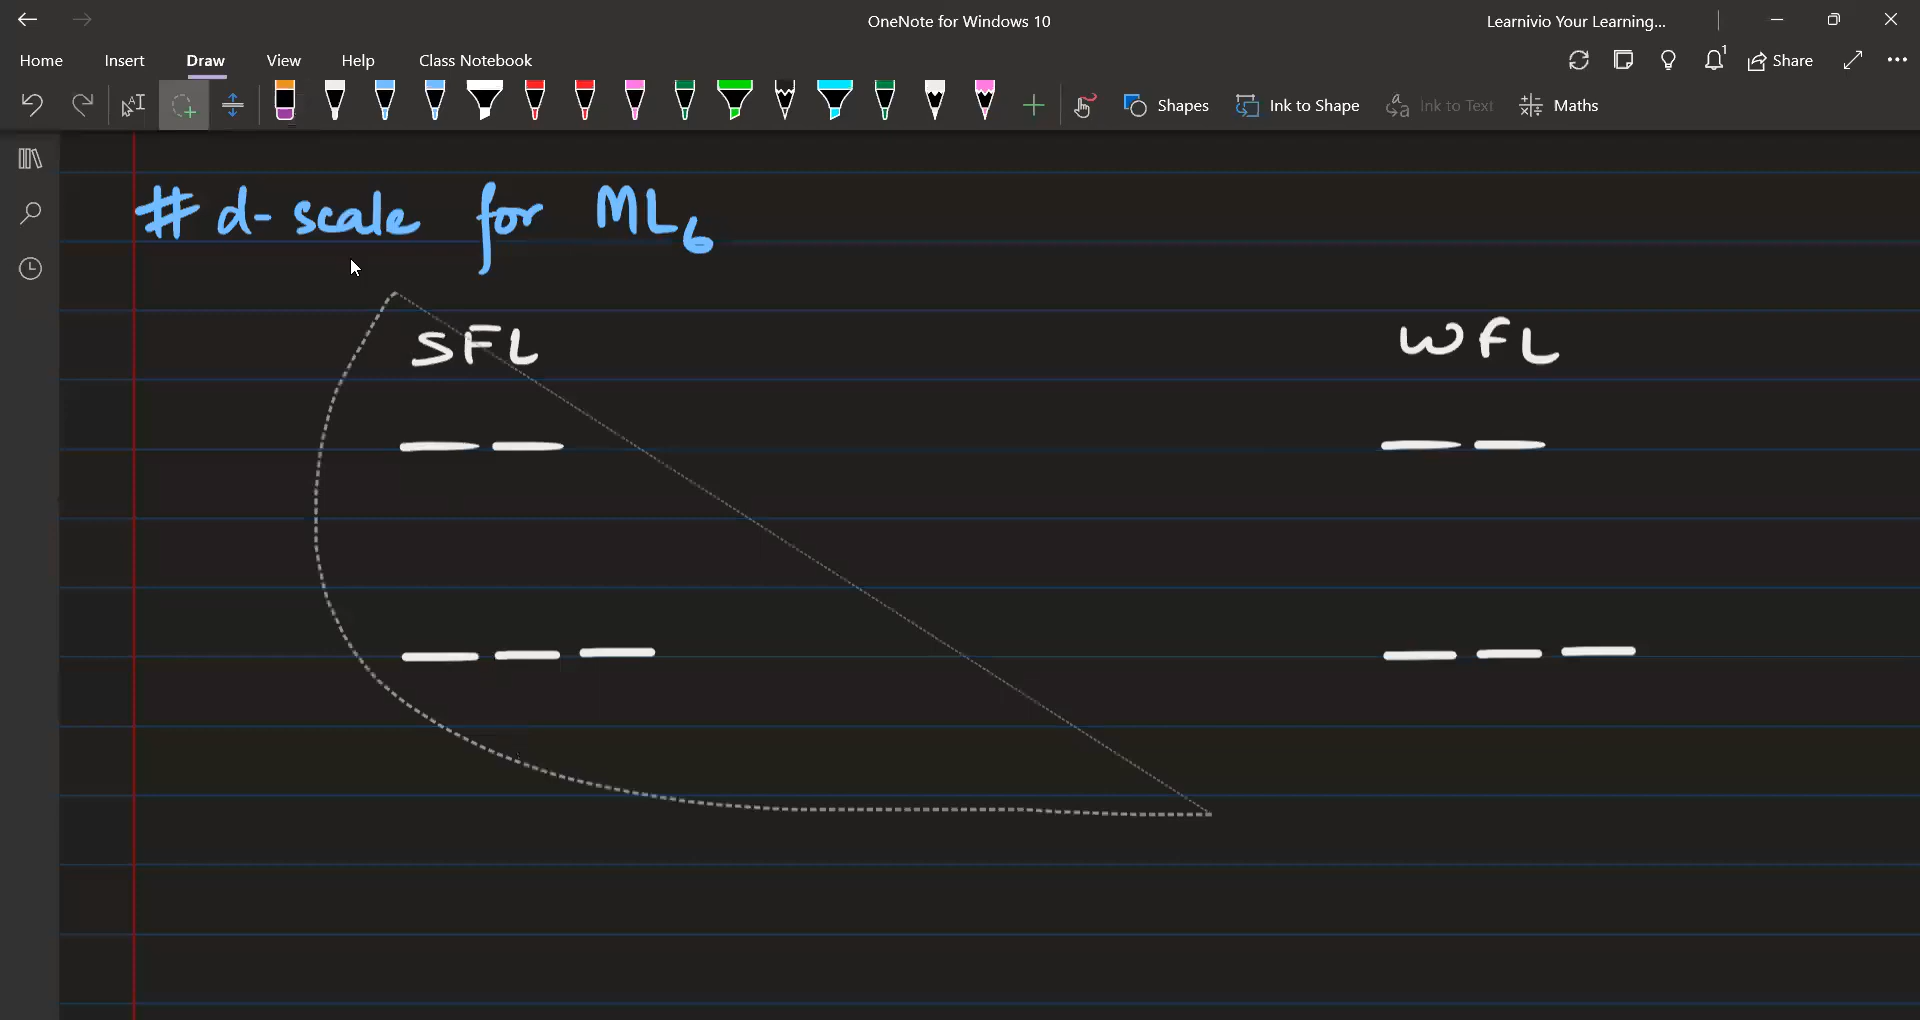 OneNote for Windows 10
Learnivio Your Learning...
Home Insert Draw View Help Class Notebook
1
Share
Shapes Ink to Shape Ink to Text Maths
# d-scale for ML6
SFL WFL